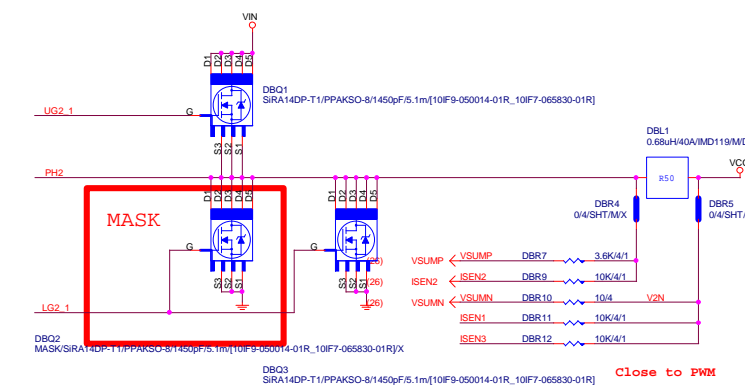 VIN
D1 D2 D3 D4 D5
DBQ1
SiRA14DP-T1/PPAKSO-8/1450pF/5.1m/[10IF9-050014-01R_10IF7-065830-01R]
UG2_1
G
S3 S2 S1
DBL1
0.68uH/40A/IMD119/M/D
VCC
R50
PH2
D1 D2 D3 D4 D5
D1 D2 D3 D4 D5
DBR4
0/4/SHT/M/X
DBR5
0/4/SHT/
MASK
G
G
S3 S2 S1
S3 S2 S1
(26) VSUMP VSUMP DBR7 3.6K/4/1
(26) ISEN2 ISEN2 DBR9 10K/4/1
(26) VSUMN VSUMN DBR10 10/4 V2N
ISEN1 DBR11 10K/4/1
ISEN3 DBR12 10K/4/1
LG2_1
DBQ2
MASK/SiRA14DP-T1/PPAKSO-8/1450pF/5.1m/[10IF9-050014-01R_10IF7-065830-01R]/X
DBQ3
SiRA14DP-T1/PPAKSO-8/1450pF/5.1m/[10IF9-050014-01R_10IF7-065830-01R]
Close to PWM